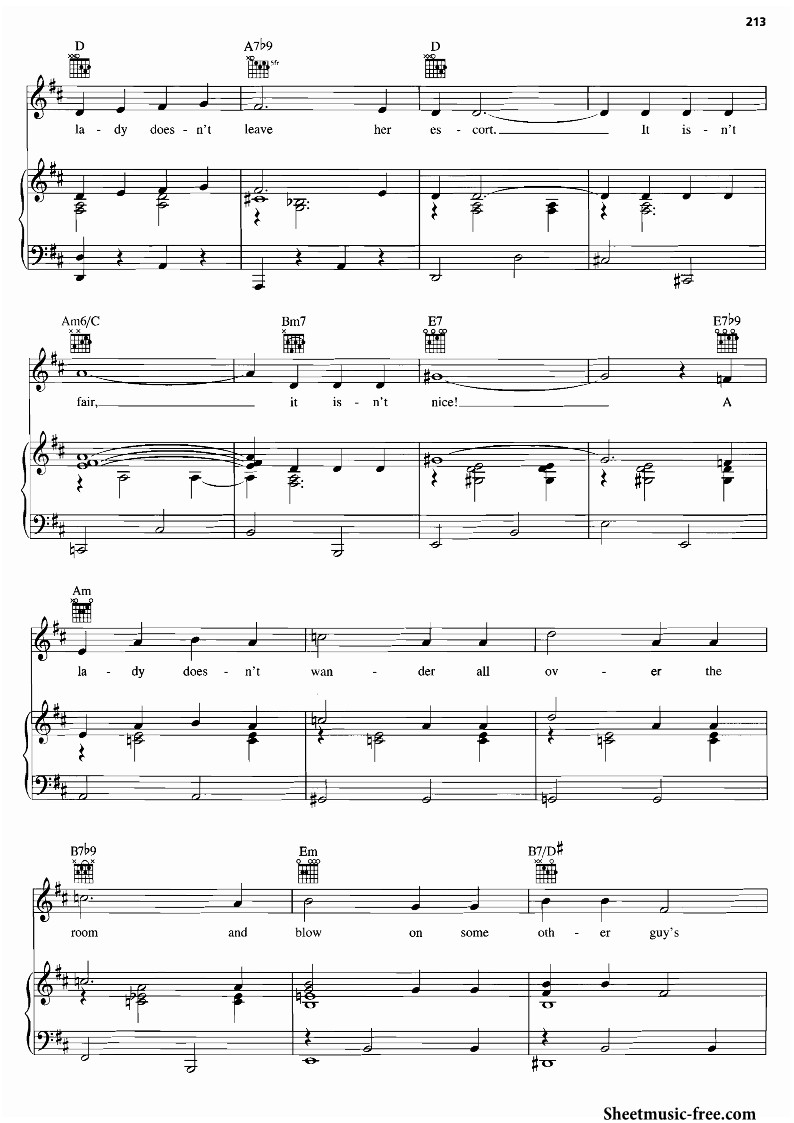 213
D A7♭9 D
5fr
la - dy does - n't leave her es - cort. It is - n't
Am6/C Bm7 E7 E7♭9
fair, it is - n't nice! A
Am
la - dy does - n't wan - der all ov - er the
B7♭9 Em B7/D♯
room and blow on some oth - er guy's
Sheetmusic-free.com